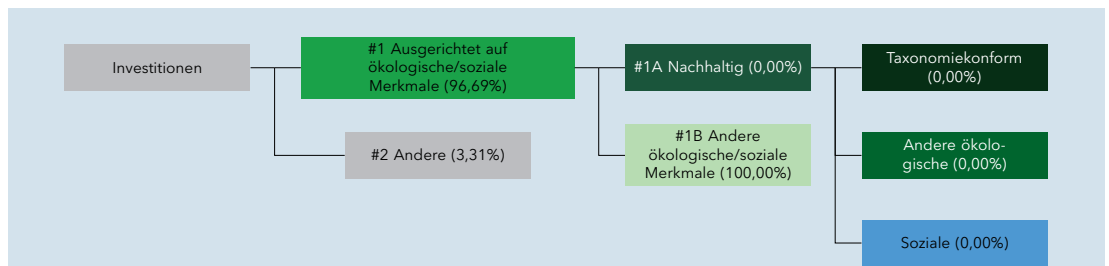 Investitionen
#1 Ausgerichtet auf
ökologische/soziale
Merkmale (96,69%)
#2 Andere (3,31%)
#1A Nachhaltig (0,00%)
#1B Andere
ökologische/soziale
Merkmale (100,00%)
Taxonomiekonform
(0,00%)
Andere ökolo-
gische (0,00%)
Soziale (0,00%)